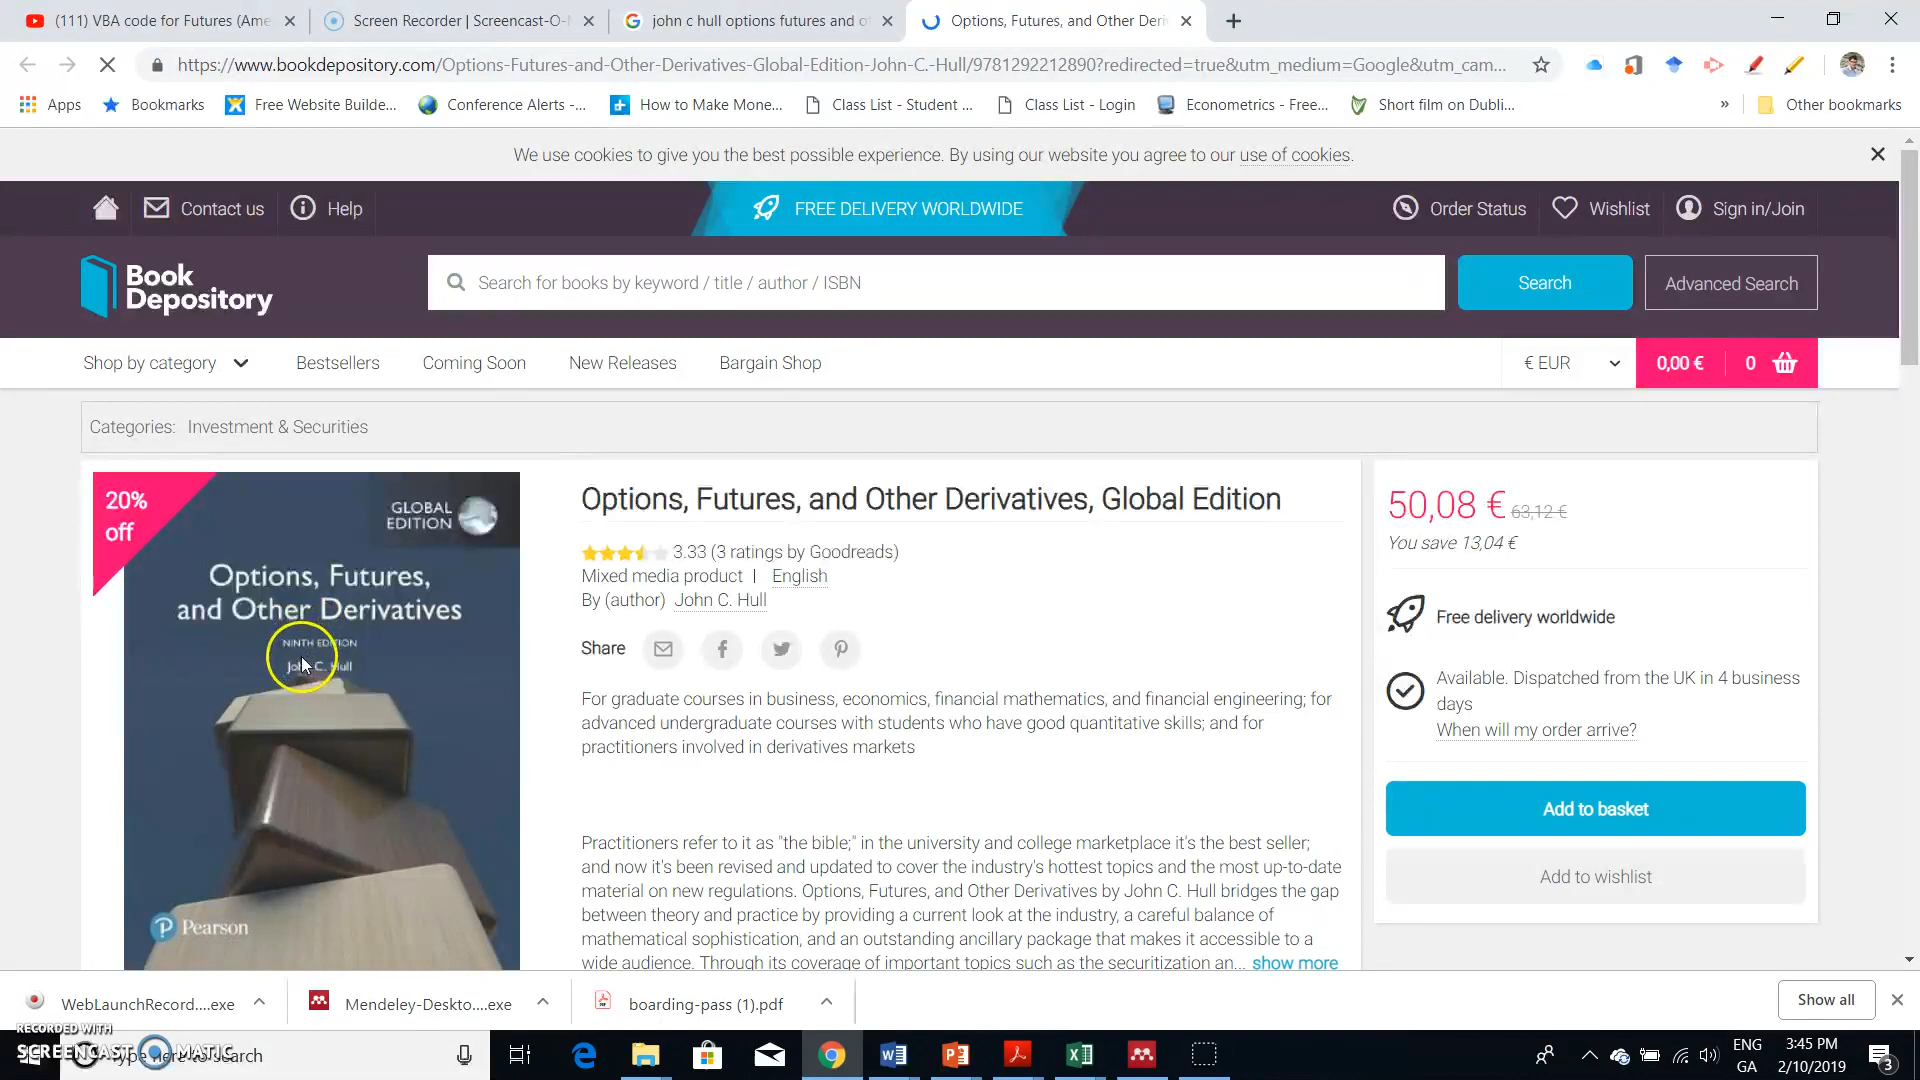 (111) VBA code for Futures (Ame
Screen Recorder | Screencast-O-
john c hull options futures and o
Options, Futures, and Other Deri
https://www.bookdepository.com/Options-Futures-and-Other-Derivatives-Global-Edition-John-C.-Hull/9781292212890?redirected=true&utm_medium=Google&utm_cam...
Apps
Bookmarks
Free Website Builde...
Conference Alerts -...
How to Make Mone...
Class List - Student ...
Class List - Login
Econometrics - Free...
Short film on Dubli...
»
Other bookmarks
We use cookies to give you the best possible experience. By using our website you agree to our use of cookies.
Contact us
Help
FREE DELIVERY WORLDWIDE
Order Status
Wishlist
Sign in/Join
Book
Depository
Search for books by keyword / title / author / ISBN
Search
Advanced Search
Shop by category
Bestsellers
Coming Soon
New Releases
Bargain Shop
€ EUR
0,00 €
0
Categories: Investment & Securities
20%
off
GLOBAL
EDITION
Options, Futures,
and Other Derivatives
NINTH EDITION
John C. Hull
Pearson
Options, Futures, and Other Derivatives, Global Edition
3.33 (3 ratings by Goodreads)
Mixed media product | English
By (author) John C. Hull
Share
For graduate courses in business, economics, financial mathematics, and financial engineering; for
advanced undergraduate courses with students who have good quantitative skills; and for
practitioners involved in derivatives markets
Practitioners refer to it as "the bible;" in the university and college marketplace it's the best seller;
and now it's been revised and updated to cover the industry's hottest topics and the most up-to-date
material on new regulations. Options, Futures, and Other Derivatives by John C. Hull bridges the gap
between theory and practice by providing a current look at the industry, a careful balance of
mathematical sophistication, and an outstanding ancillary package that makes it accessible to a
wide audience. Through its coverage of important topics such as the securitization an... show more
50,08 € 63,12 €
You save 13,04 €
Free delivery worldwide
Available. Dispatched from the UK in 4 business
days
When will my order arrive?
Add to basket
Add to wishlist
WebLaunchRecord....exe
Mendeley-Deskto....exe
boarding-pass (1).pdf
Show all
RECORDED WITH
SCREENCAST MATIC
Type here to search
ENG
GA
3:45 PM
2/10/2019
3